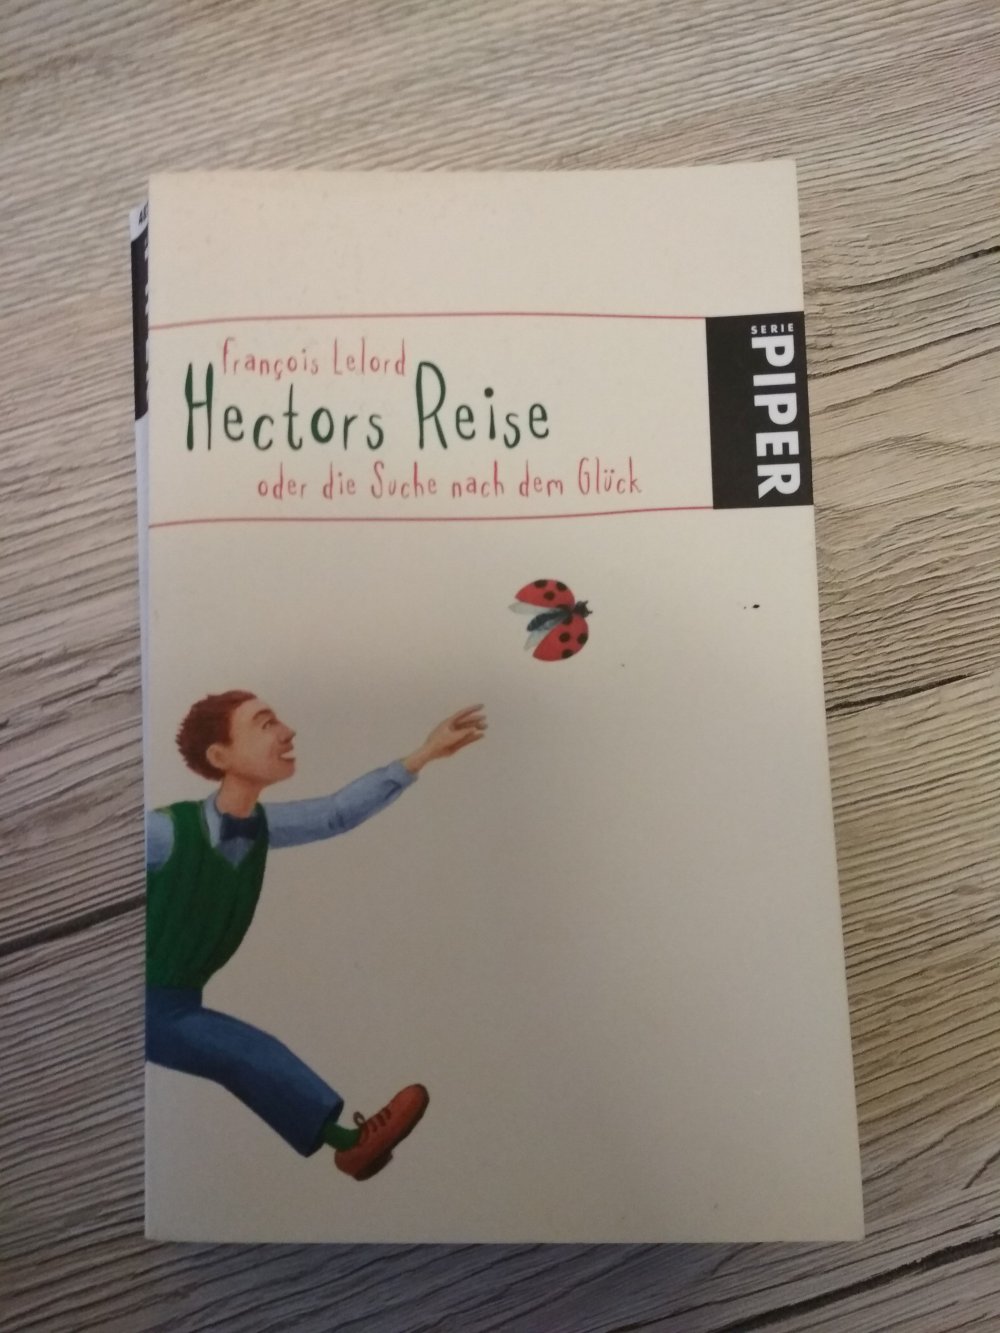 François Lelord
Hectors Reise
oder die Suche nach dem Glück
SERIE
PIPER